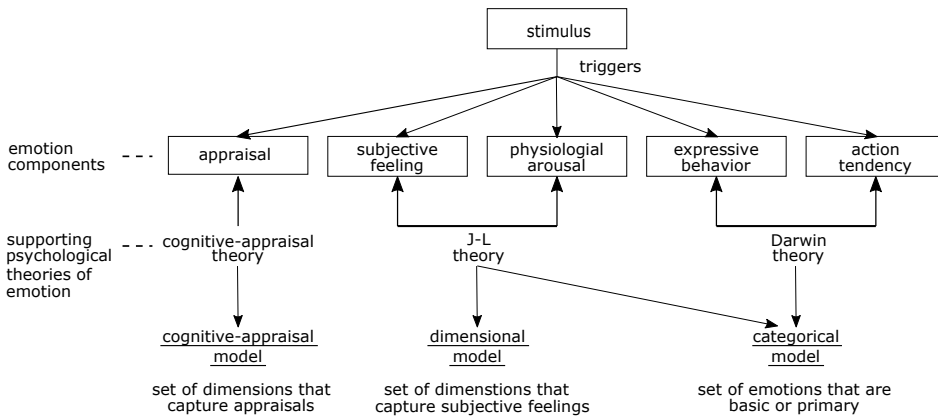 stimulus
triggers
emotion
components
appraisal
subjective
feeling
physiologial
arousal
expressive
behavior
action
tendency
supporting
psychological
theories of
emotion
cognitive-appraisal
theory
J-L
theory
Darwin
theory
cognitive-appraisal
model
dimensional
model
categorical
model
set of dimensions that
capture appraisals
set of dimenstions that
capture subjective feelings
set of emotions that are
basic or primary